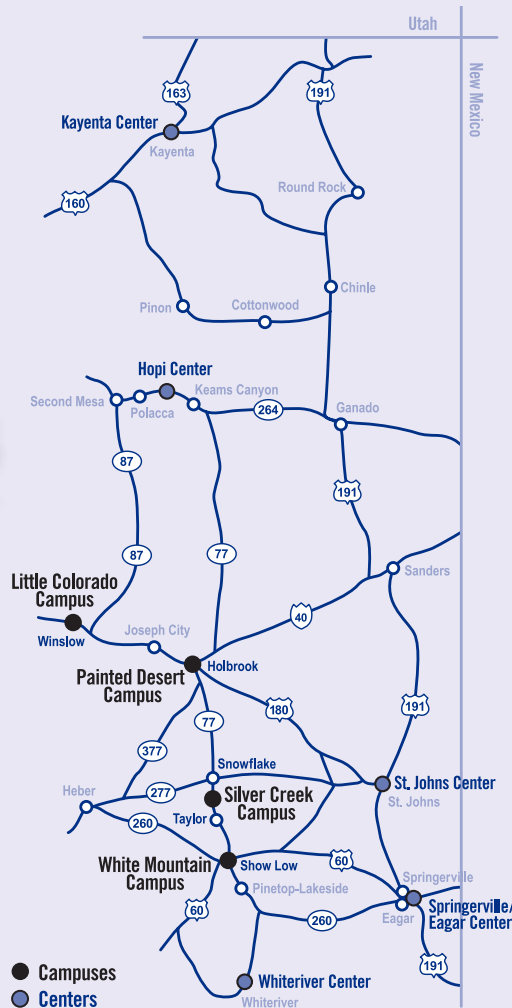 Utah
New Mexico
163
191
Kayenta Center
Kayenta
Round Rock
160
Chinle
Pinon
Cottonwood
Hopi Center
Second Mesa
Polacca
Keams Canyon
264
Ganado
87
191
87
77
Sanders
Little Colorado
Campus
40
Winslow
Joseph City
Holbrook
Painted Desert
Campus
180
191
77
377
Snowflake
St. Johns Center
St. Johns
Heber
277
Silver Creek
Campus
260
Taylor
White Mountain
Campus
Show Low
60
Pinetop-Lakeside
Springerville
Springerville/
Eagar Center
Eagar
60
260
191
Campuses
Centers
Whiteriver Center
Whiteriver